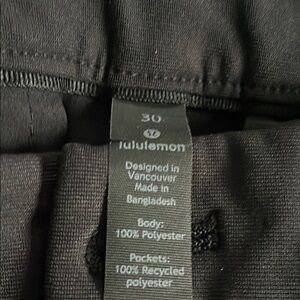 30
lululemon
Designed in
Vancouver
Made in
Bangladesh
Body:
100% Polyester
Pockets:
100% Recycled
polyester